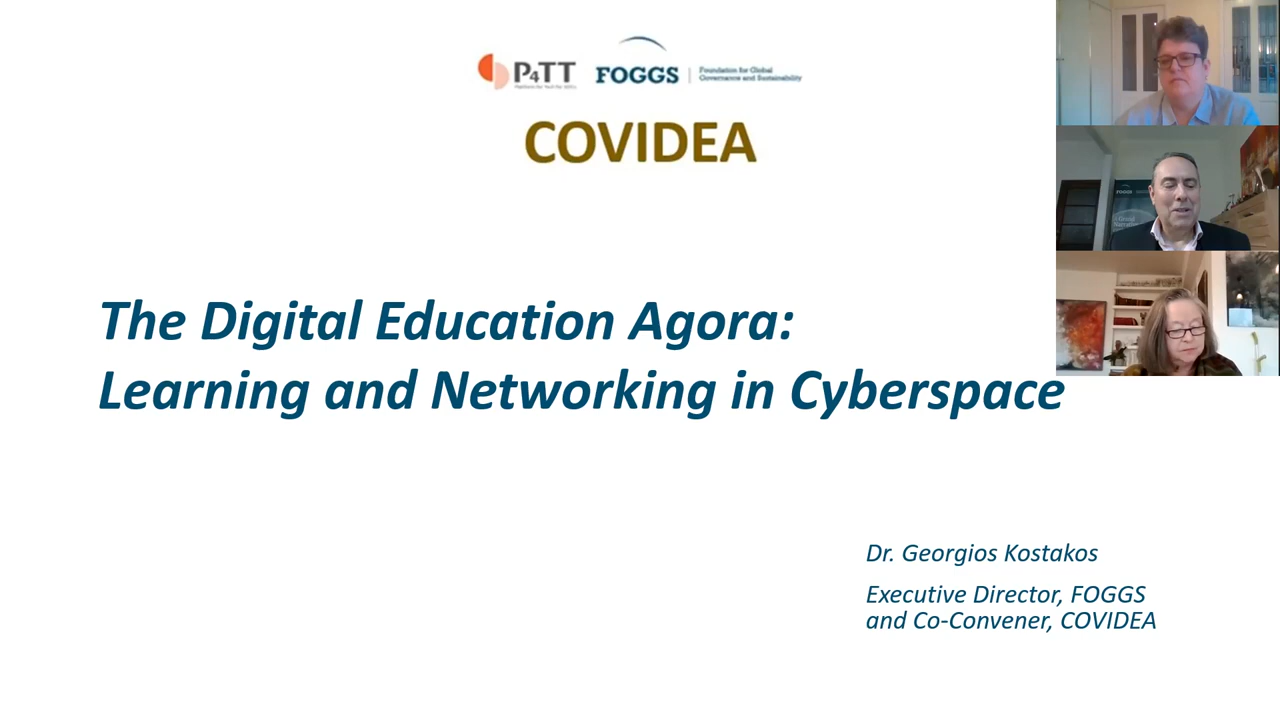 P4TT
FOGGS
Foundation for Global
Governance and Sustainability
COVIDEA
The Digital Education Agora:
Learning and Networking in Cyberspace
Dr. Georgios Kostakos
Executive Director, FOGGS
and Co-Convener, COVIDEA
FOGGS